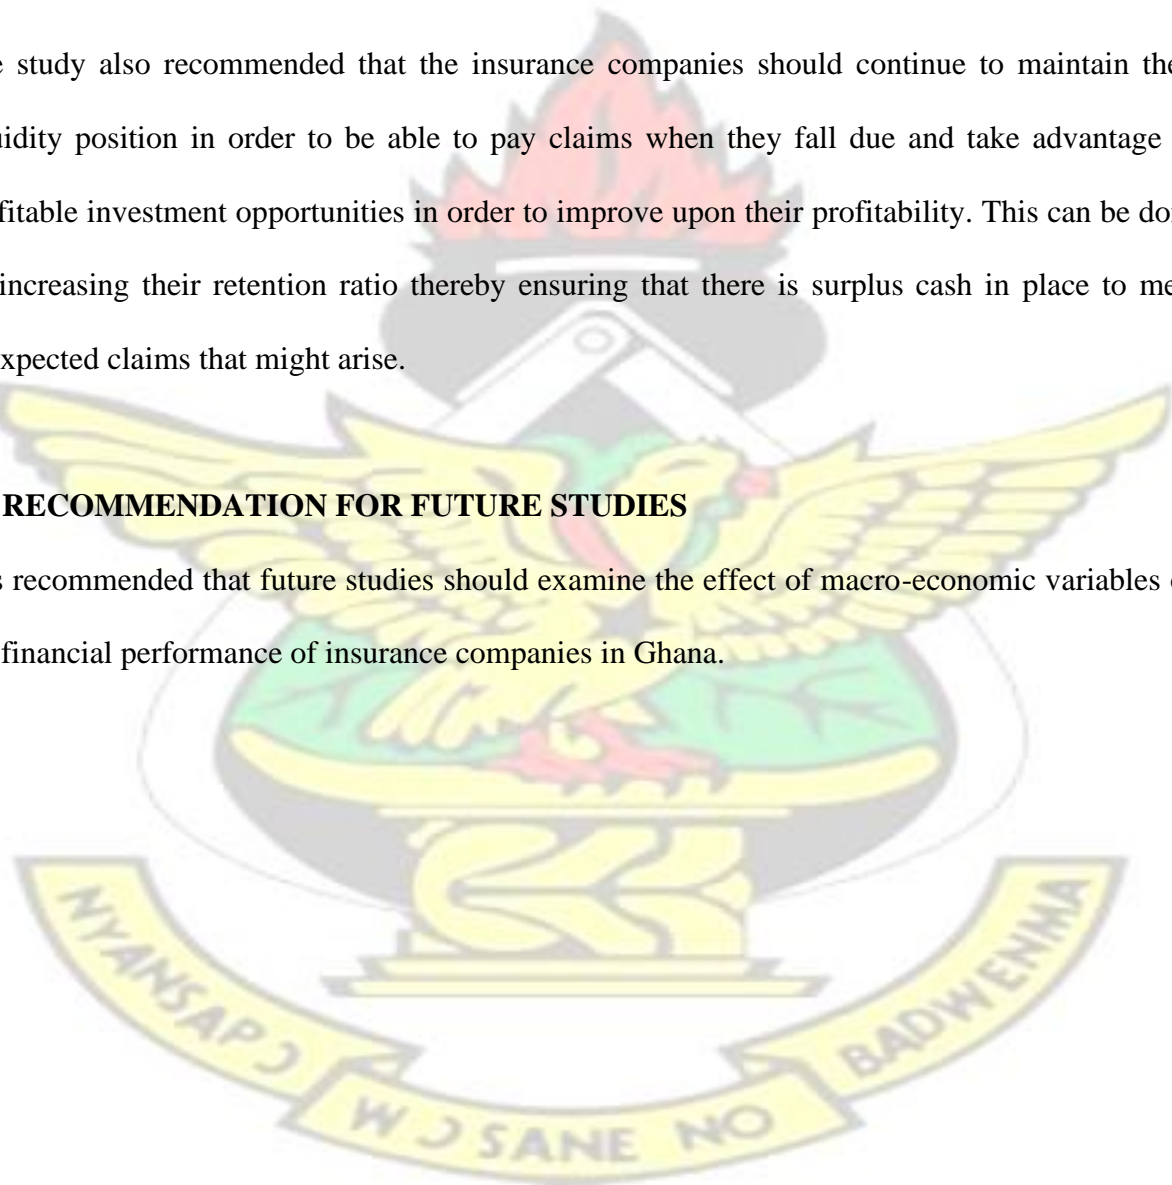 e study also recommended that the insurance companies should continue to maintain the
uidity position in order to be able to pay claims when they fall due and take advantage
fitable investment opportunities in order to improve upon their profitability. This can be do
increasing their retention ratio thereby ensuring that there is surplus cash in place to me
xpected claims that might arise.
RECOMMENDATION FOR FUTURE STUDIES
s recommended that future studies should examine the effect of macro-economic variables
financial performance of insurance companies in Ghana.
NYANSAPƆ WƆSANE NO BADWENMA